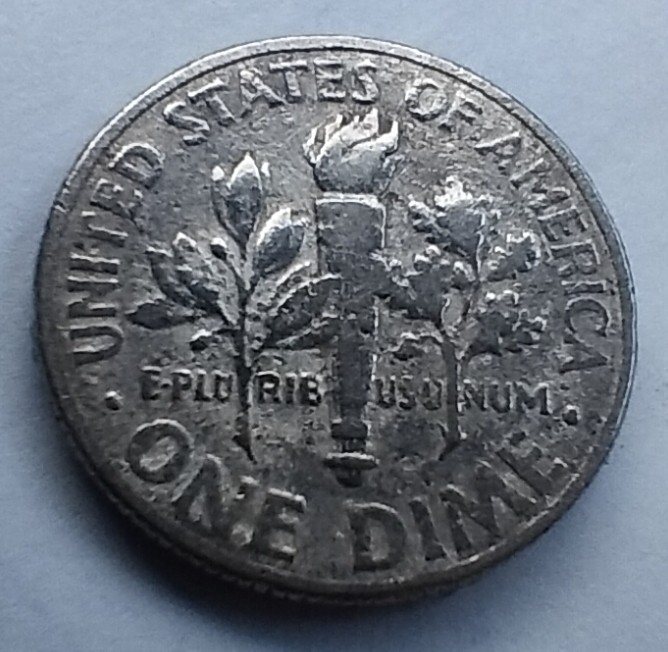 UNITED STATES OF AMERICA
E·PLURIBUS UNUM
ONE DIME